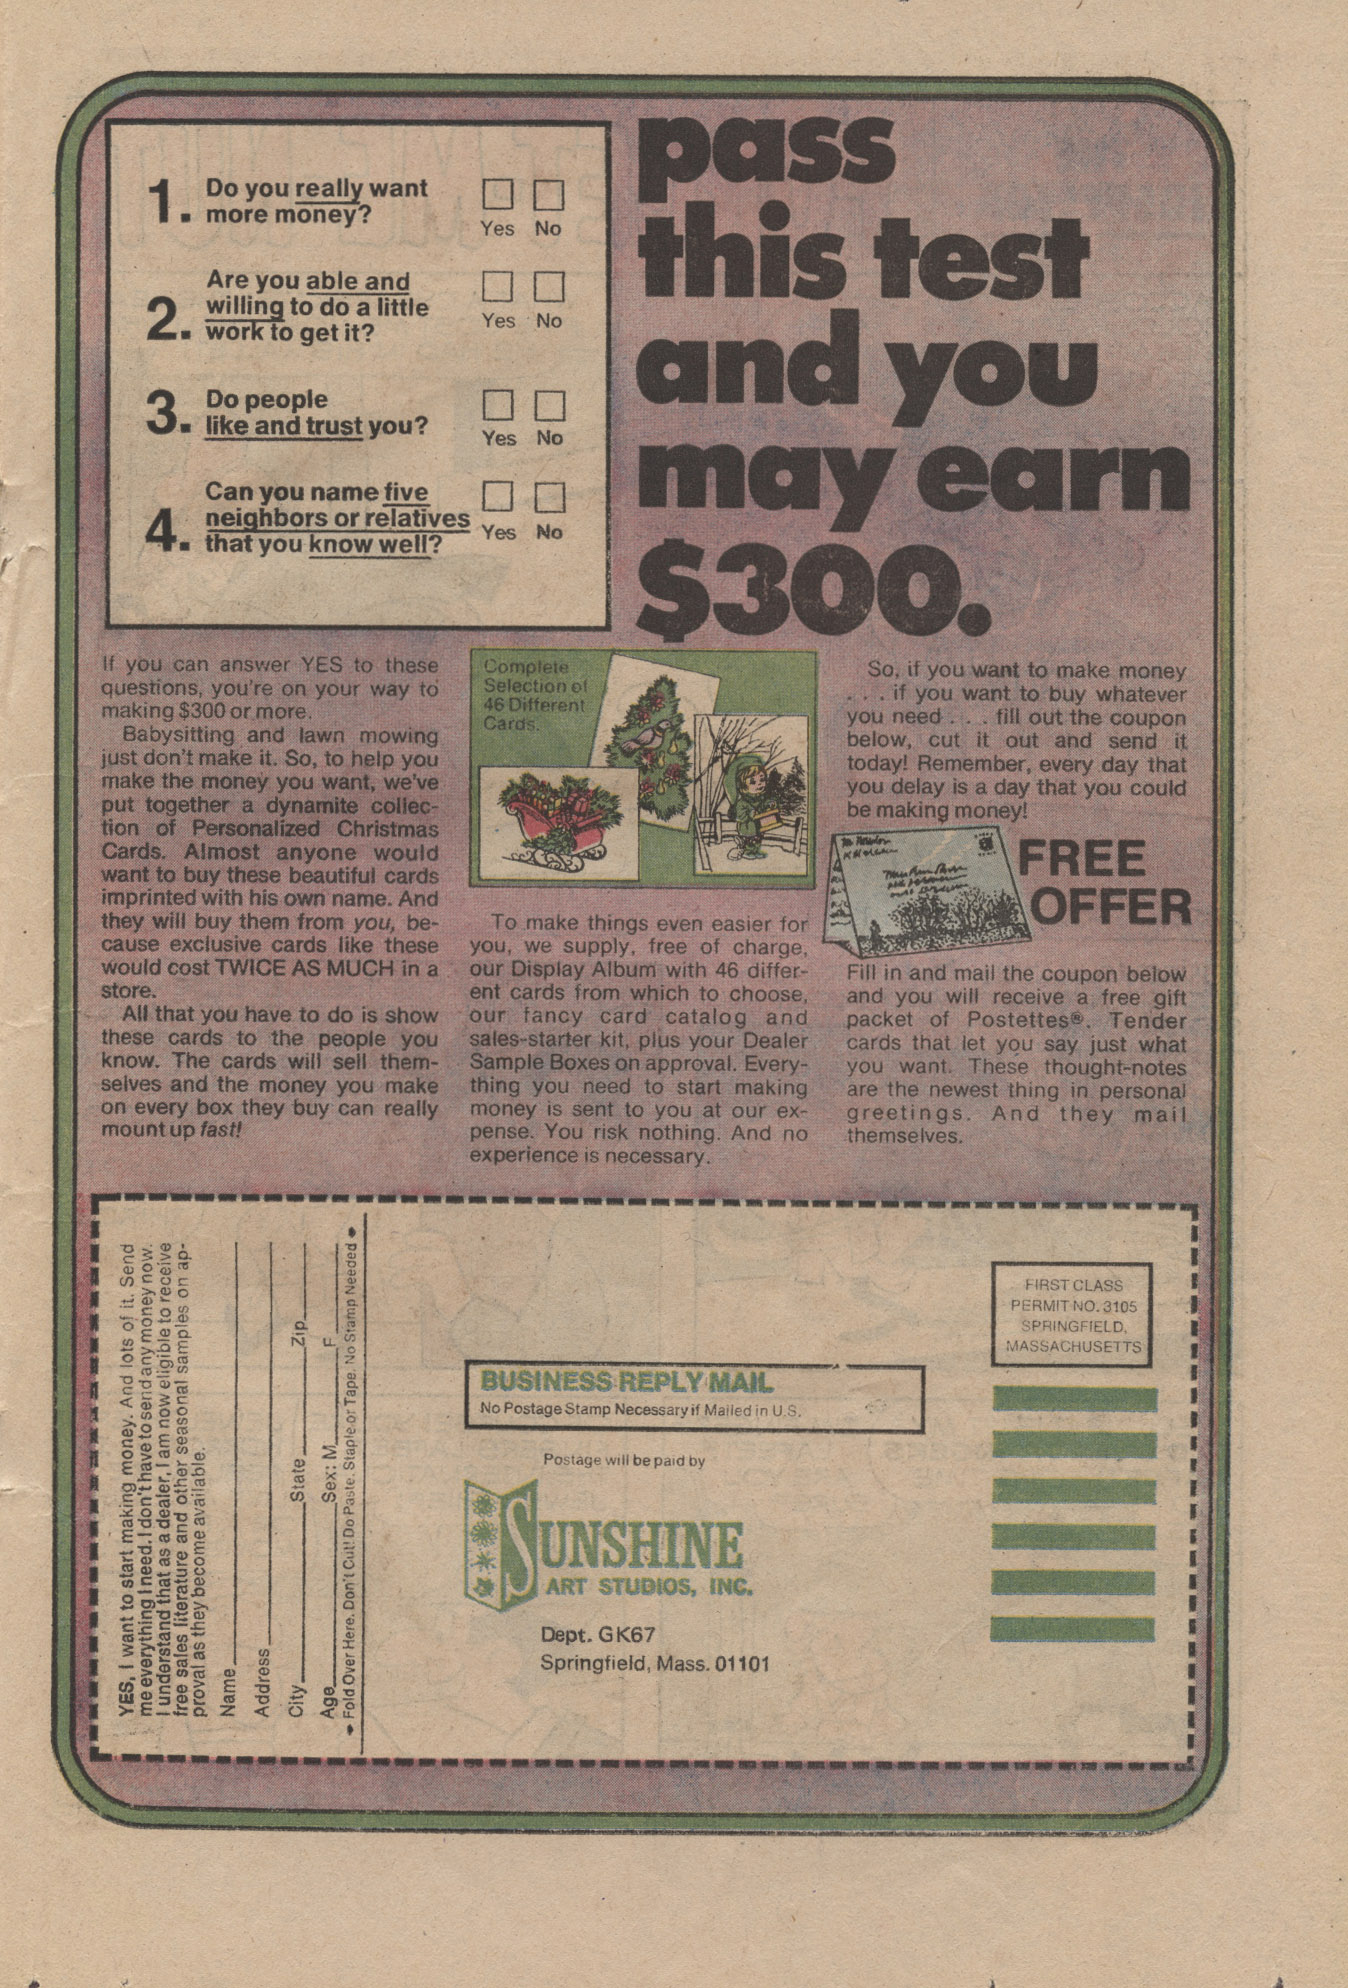 pass
this test
and you
may earn
$300.
1. Do you really want
more money?
Yes No
2. Are you able and
willing to do a little
work to get it?
Yes No
3. Do people
like and trust you?
Yes No
4. Can you name five
neighbors or relatives
that you know well?
Yes No
If you can answer YES to these
questions, you're on your way to
making $300 or more.
Babysitting and lawn mowing
just don't make it. So, to help you
make the money you want, we've
put together a dynamite collec-
tion of Personalized Christmas
Cards. Almost anyone would
want to buy these beautiful cards
imprinted with his own name. And
they will buy them from you, be-
cause exclusive cards like these
would cost TWICE AS MUCH in a
store.
All that you have to do is show
these cards to the people you
know. The cards will sell them-
selves and the money you make
on every box they buy can really
mount up fast!
Complete
Selection of
46 Different
Cards.
To make things even easier for
you, we supply, free of charge,
our Display Album with 46 differ-
ent cards from which to choose,
our fancy card catalog and
sales-starter kit, plus your Dealer
Sample Boxes on approval. Every-
thing you need to start making
money is sent to you at our ex-
pense. You risk nothing. And no
experience is necessary.
So, if you want to make money
. . . if you want to buy whatever
you need . . . fill out the coupon
below, cut it out and send it
today! Remember, every day that
you delay is a day that you could
be making money!
FREE
OFFER
Fill in and mail the coupon below
and you will receive a free gift
packet of Postettes®. Tender
cards that let you say just what
you want. These thought-notes
are the newest thing in personal
greetings. And they mail
themselves.
YES, I want to start making money. And lots of it. Send
me everything I need. I don't have to send any money now.
I understand that as a dealer, I am now eligible to receive
free sales literature and other seasonal samples on ap-
proval as they become available.
Name
Address
City State Zip
Age Sex: M F
Fold Over Here. Don't Cut! Do Paste. Staple or Tape. No Stamp Needed
FIRST CLASS
PERMIT NO. 3105
SPRINGFIELD,
MASSACHUSETTS
BUSINESS REPLY MAIL
No Postage Stamp Necessary if Mailed in U.S.
Postage will be paid by
SUNSHINE
ART STUDIOS, INC.
Dept. GK67
Springfield, Mass. 01101